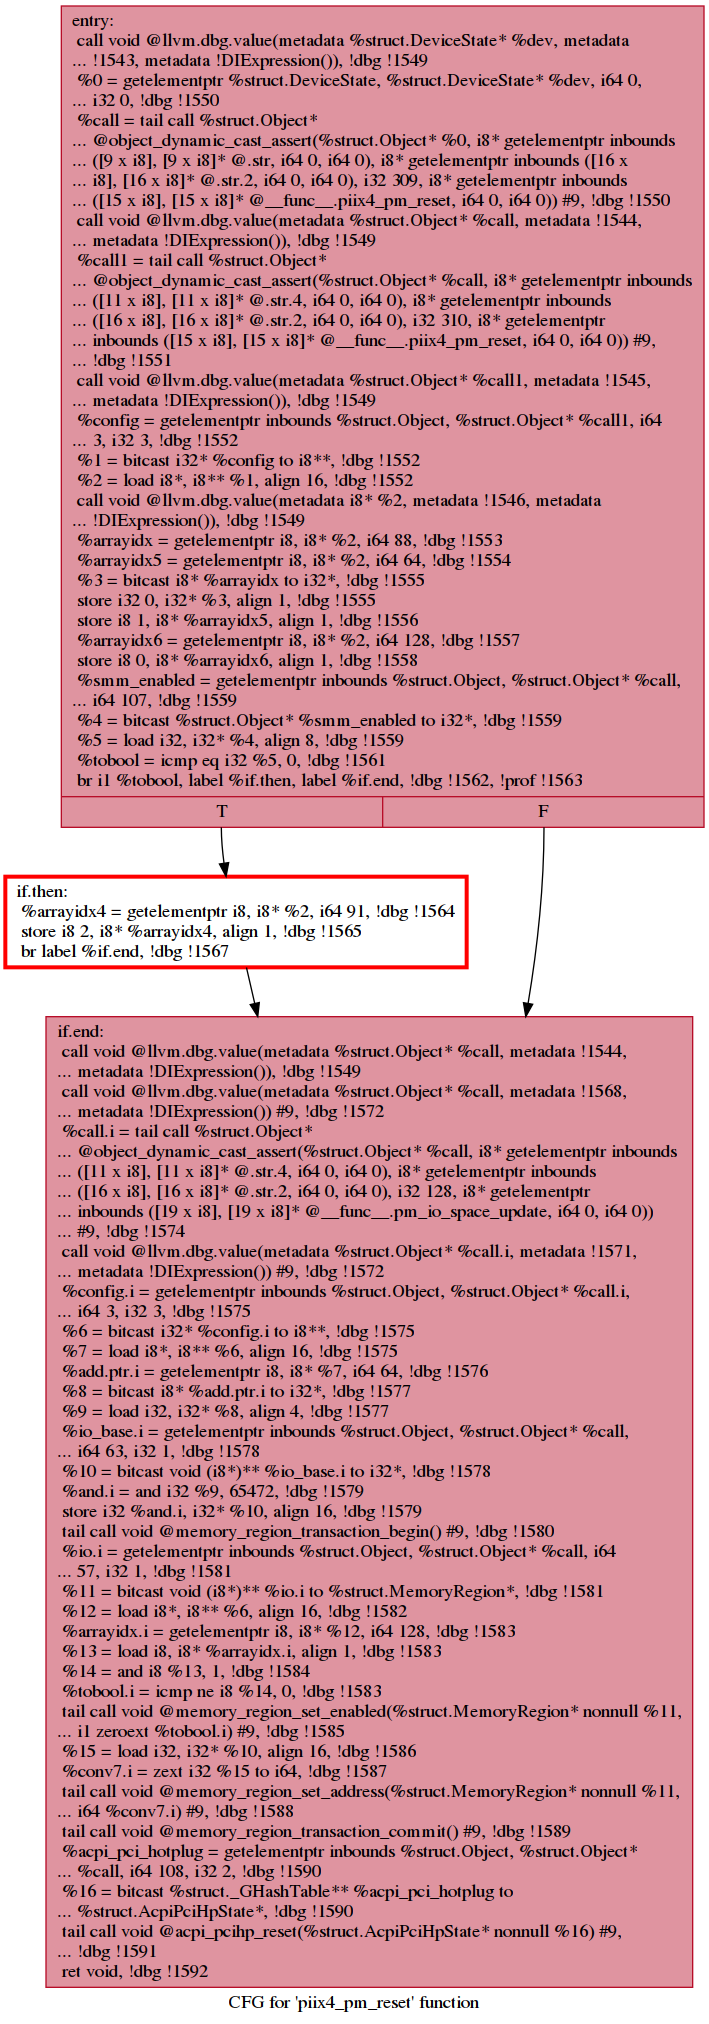 entry:
call void @llvm.dbg.value(metadata %struct.DeviceState* %dev, metadata
... !1543, metadata !DIExpression()), !dbg !1549
%0 = getelementptr %struct.DeviceState, %struct.DeviceState* %dev, i64 0,
... i32 0, !dbg !1550
%call = tail call %struct.Object*
... @object_dynamic_cast_assert(%struct.Object* %0, i8* getelementptr inbounds
... ([9 x i8], [9 x i8]* @.str, i64 0, i64 0), i8* getelementptr inbounds ([16 x
... i8], [16 x i8]* @.str.2, i64 0, i64 0), i32 309, i8* getelementptr inbounds
... ([15 x i8], [15 x i8]* @__func__.piix4_pm_reset, i64 0, i64 0)) #9, !dbg !1550
call void @llvm.dbg.value(metadata %struct.Object* %call, metadata !1544,
... metadata !DIExpression()), !dbg !1549
%call1 = tail call %struct.Object*
... @object_dynamic_cast_assert(%struct.Object* %call, i8* getelementptr inbounds
... ([11 x i8], [11 x i8]* @.str.4, i64 0, i64 0), i8* getelementptr inbounds
... ([16 x i8], [16 x i8]* @.str.2, i64 0, i64 0), i32 310, i8* getelementptr
... inbounds ([15 x i8], [15 x i8]* @__func__.piix4_pm_reset, i64 0, i64 0)) #9,
... !dbg !1551
call void @llvm.dbg.value(metadata %struct.Object* %call1, metadata !1545,
... metadata !DIExpression()), !dbg !1549
%config = getelementptr inbounds %struct.Object, %struct.Object* %call1, i64
... 3, i32 3, !dbg !1552
%1 = bitcast i32* %config to i8**, !dbg !1552
%2 = load i8*, i8** %1, align 16, !dbg !1552
call void @llvm.dbg.value(metadata i8* %2, metadata !1546, metadata
... !DIExpression()), !dbg !1549
%arrayidx = getelementptr i8, i8* %2, i64 88, !dbg !1553
%arrayidx5 = getelementptr i8, i8* %2, i64 64, !dbg !1554
%3 = bitcast i8* %arrayidx to i32*, !dbg !1555
store i32 0, i32* %3, align 1, !dbg !1555
store i8 1, i8* %arrayidx5, align 1, !dbg !1556
%arrayidx6 = getelementptr i8, i8* %2, i64 128, !dbg !1557
store i8 0, i8* %arrayidx6, align 1, !dbg !1558
%smm_enabled = getelementptr inbounds %struct.Object, %struct.Object* %call,
... i64 107, !dbg !1559
%4 = bitcast %struct.Object* %smm_enabled to i32*, !dbg !1559
%5 = load i32, i32* %4, align 8, !dbg !1559
%tobool = icmp eq i32 %5, 0, !dbg !1561
br i1 %tobool, label %if.then, label %if.end, !dbg !1562, !prof !1563
T F
if.then:
%arrayidx4 = getelementptr i8, i8* %2, i64 91, !dbg !1564
store i8 2, i8* %arrayidx4, align 1, !dbg !1565
br label %if.end, !dbg !1567
if.end:
call void @llvm.dbg.value(metadata %struct.Object* %call, metadata !1544,
... metadata !DIExpression()), !dbg !1549
call void @llvm.dbg.value(metadata %struct.Object* %call, metadata !1568,
... metadata !DIExpression()) #9, !dbg !1572
%call.i = tail call %struct.Object*
... @object_dynamic_cast_assert(%struct.Object* %call, i8* getelementptr inbounds
... ([11 x i8], [11 x i8]* @.str.4, i64 0, i64 0), i8* getelementptr inbounds
... ([16 x i8], [16 x i8]* @.str.2, i64 0, i64 0), i32 128, i8* getelementptr
... inbounds ([19 x i8], [19 x i8]* @__func__.pm_io_space_update, i64 0, i64 0))
... #9, !dbg !1574
call void @llvm.dbg.value(metadata %struct.Object* %call.i, metadata !1571,
... metadata !DIExpression()) #9, !dbg !1572
%config.i = getelementptr inbounds %struct.Object, %struct.Object* %call.i,
... i64 3, i32 3, !dbg !1575
%6 = bitcast i32* %config.i to i8**, !dbg !1575
%7 = load i8*, i8** %6, align 16, !dbg !1575
%add.ptr.i = getelementptr i8, i8* %7, i64 64, !dbg !1576
%8 = bitcast i8* %add.ptr.i to i32*, !dbg !1577
%9 = load i32, i32* %8, align 4, !dbg !1577
%io_base.i = getelementptr inbounds %struct.Object, %struct.Object* %call,
... i64 63, i32 1, !dbg !1578
%10 = bitcast void (i8*)** %io_base.i to i32*, !dbg !1578
%and.i = and i32 %9, 65472, !dbg !1579
store i32 %and.i, i32* %10, align 16, !dbg !1579
tail call void @memory_region_transaction_begin() #9, !dbg !1580
%io.i = getelementptr inbounds %struct.Object, %struct.Object* %call, i64
... 57, i32 1, !dbg !1581
%11 = bitcast void (i8*)** %io.i to %struct.MemoryRegion*, !dbg !1581
%12 = load i8*, i8** %6, align 16, !dbg !1582
%arrayidx.i = getelementptr i8, i8* %12, i64 128, !dbg !1583
%13 = load i8, i8* %arrayidx.i, align 1, !dbg !1583
%14 = and i8 %13, 1, !dbg !1584
%tobool.i = icmp ne i8 %14, 0, !dbg !1583
tail call void @memory_region_set_enabled(%struct.MemoryRegion* nonnull %11,
... i1 zeroext %tobool.i) #9, !dbg !1585
%15 = load i32, i32* %10, align 16, !dbg !1586
%conv7.i = zext i32 %15 to i64, !dbg !1587
tail call void @memory_region_set_address(%struct.MemoryRegion* nonnull %11,
... i64 %conv7.i) #9, !dbg !1588
tail call void @memory_region_transaction_commit() #9, !dbg !1589
%acpi_pci_hotplug = getelementptr inbounds %struct.Object, %struct.Object*
... %call, i64 108, i32 2, !dbg !1590
%16 = bitcast %struct._GHashTable** %acpi_pci_hotplug to
... %struct.AcpiPciHpState*, !dbg !1590
tail call void @acpi_pcihp_reset(%struct.AcpiPciHpState* nonnull %16) #9,
... !dbg !1591
ret void, !dbg !1592
CFG for 'piix4_pm_reset' function